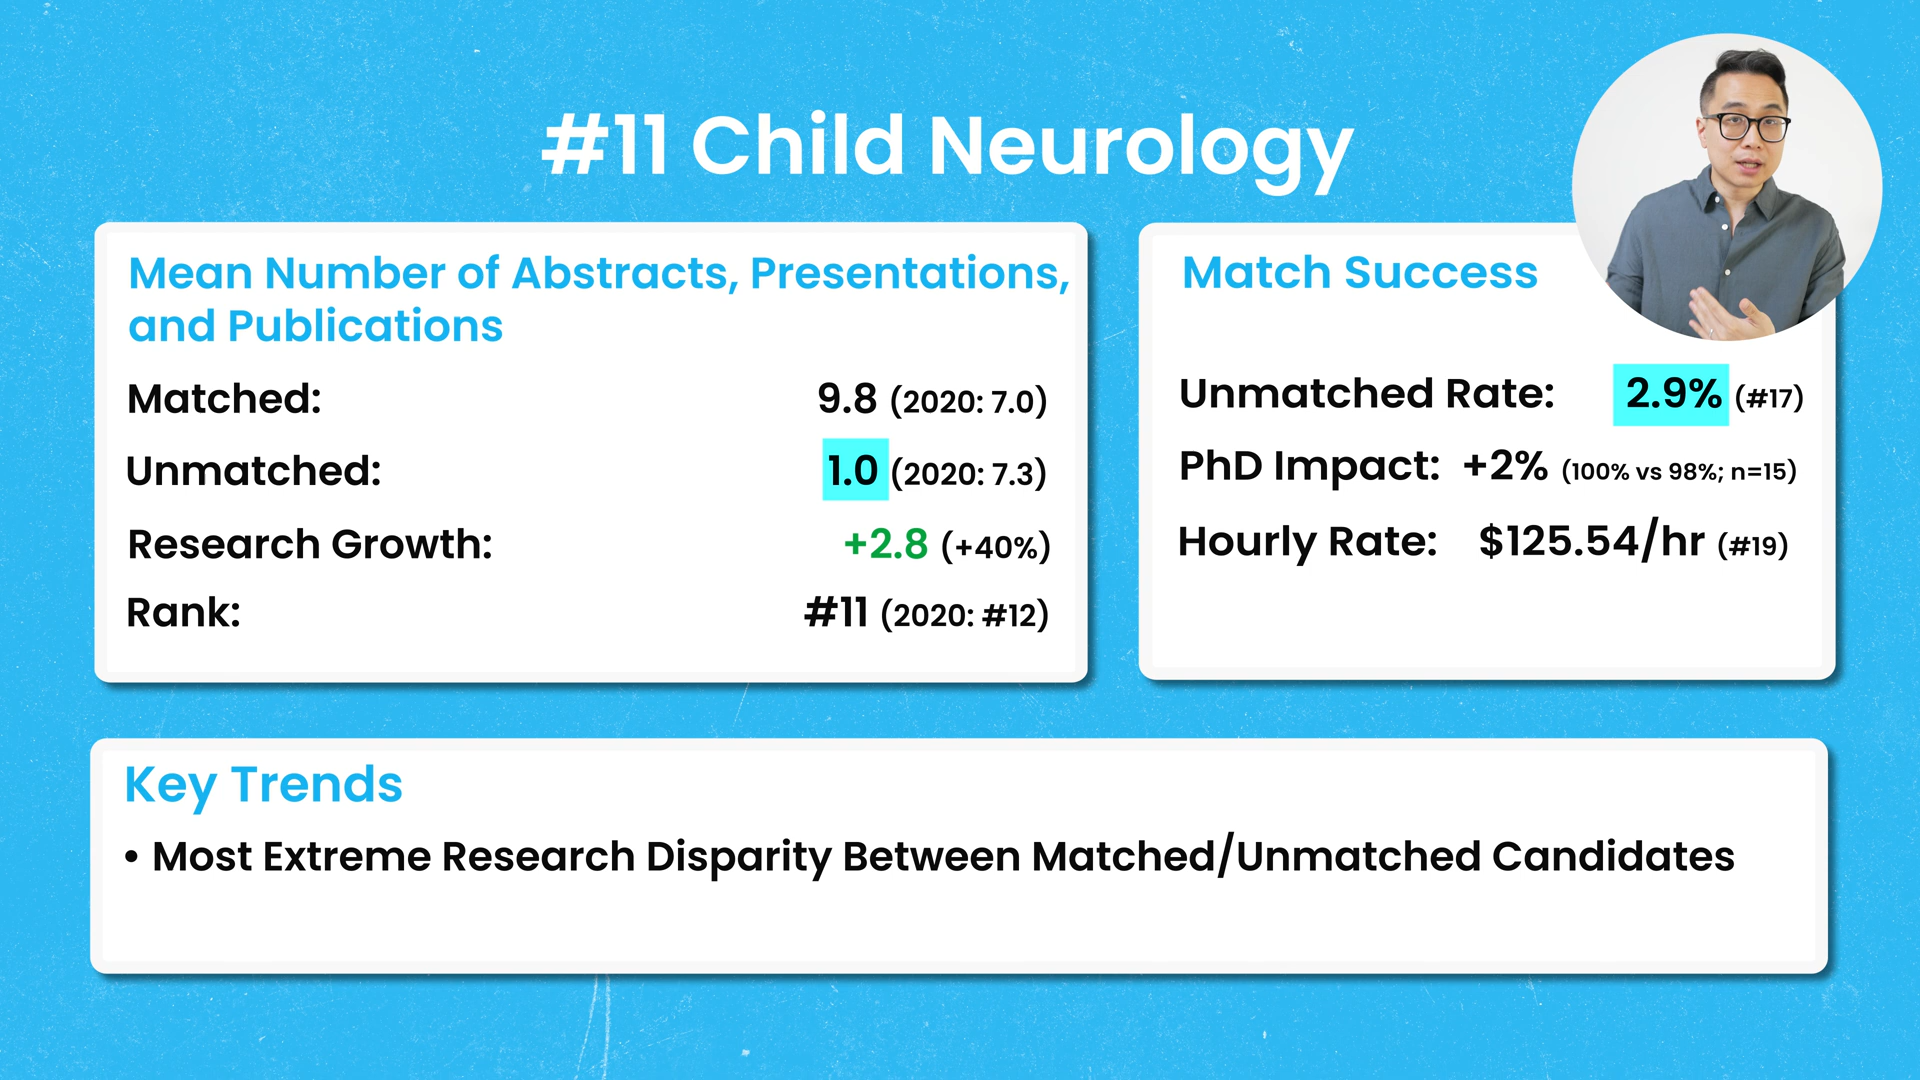 #11 Child Neurology
Mean Number of Abstracts, Presentations,
and Publications
Matched: 9.8 (2020: 7.0)
Unmatched: 1.0 (2020: 7.3)
Research Growth: +2.8 (+40%)
Rank: #11 (2020: #12)
Match Success
Unmatched Rate: 2.9% (#17)
PhD Impact: +2% (100% vs 98%; n=15)
Hourly Rate: $125.54/hr (#19)
Key Trends
• Most Extreme Research Disparity Between Matched/Unmatched Candidates